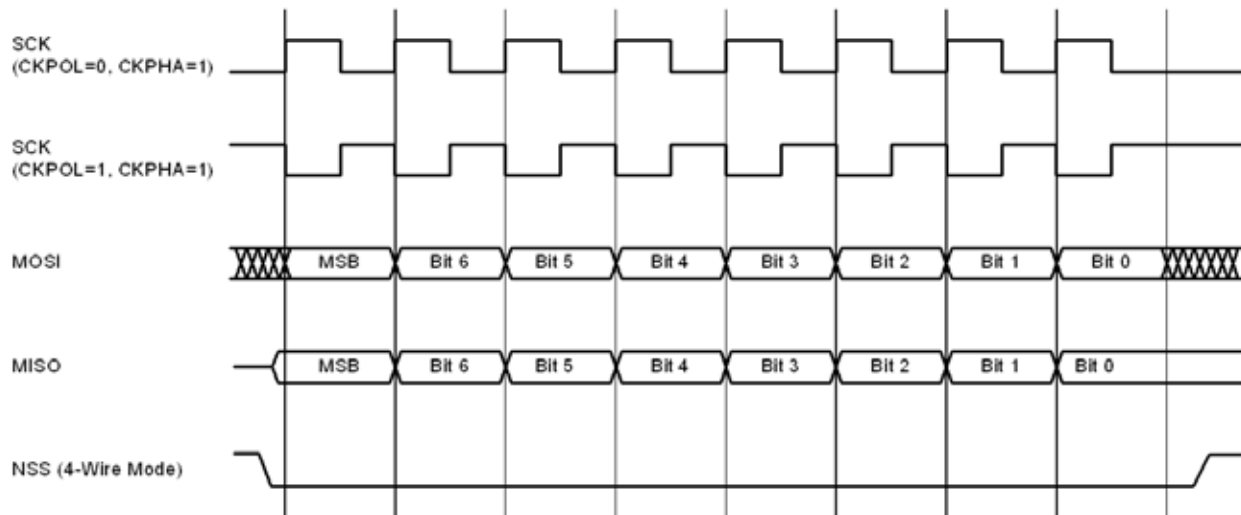 SCK
(CKPOL=0, CKPHA=1)
SCK
(CKPOL=1, CKPHA=1)
MOSI MSB Bit 6 Bit 5 Bit 4 Bit 3 Bit 2 Bit 1 Bit 0
MISO MSB Bit 6 Bit 5 Bit 4 Bit 3 Bit 2 Bit 1 Bit 0
NSS (4-Wire Mode)